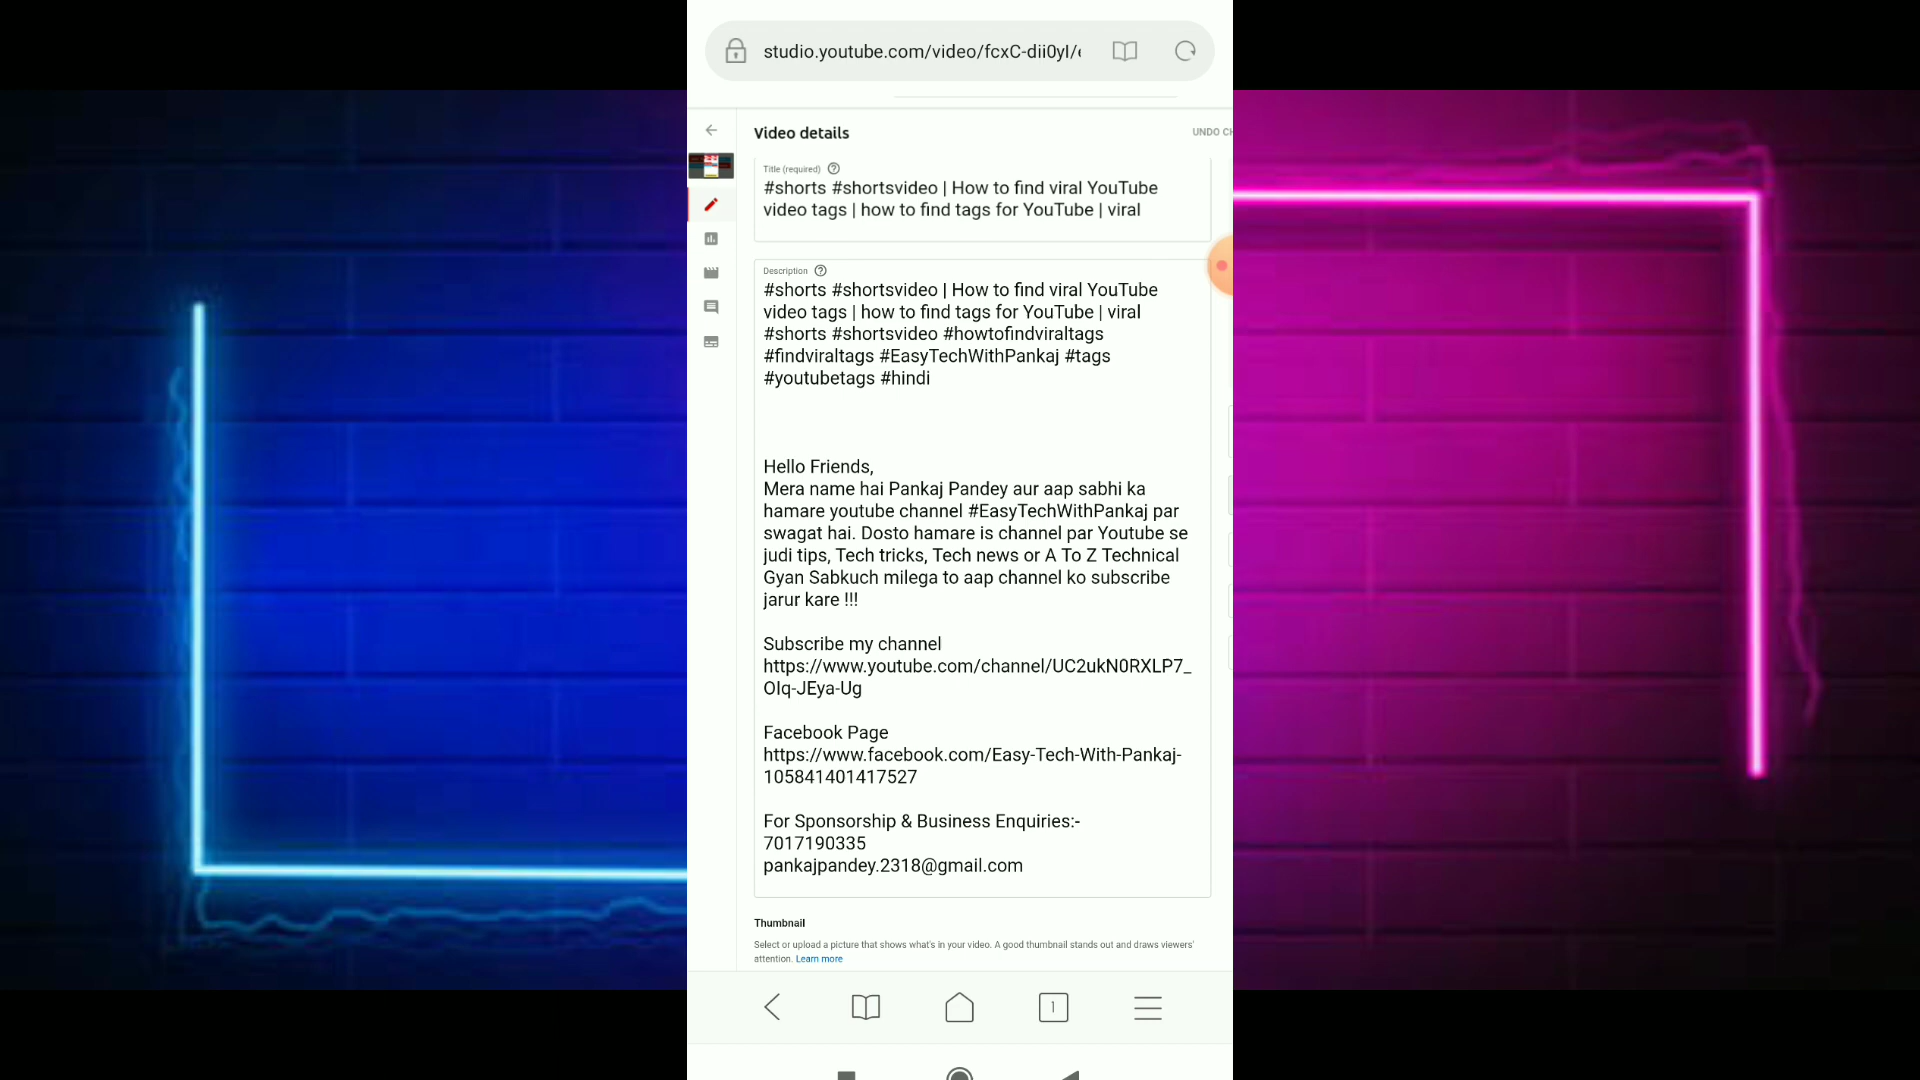 studio.youtube.com/video/fcxC-dii0yI/
Video details
UNDO CH
Title (required)
#shorts #shortsvideo | How to find viral YouTube
video tags | how to find tags for YouTube | viral
Description
#shorts #shortsvideo | How to find viral YouTube
video tags | how to find tags for YouTube | viral
#shorts #shortsvideo #howtofindviraltags
#findviraltags #EasyTechWithPankaj #tags
#youtubetags #hindi
Hello Friends,
Mera name hai Pankaj Pandey aur aap sabhi ka
hamare youtube channel #EasyTechWithPankaj par
swagat hai. Dosto hamare is channel par Youtube se
judi tips, Tech tricks, Tech news or A To Z Technical
Gyan Sabkuch milega to aap channel ko subscribe
jarur kare !!!
Subscribe my channel
https://www.youtube.com/channel/UC2ukN0RXLP7_
OIq-JEya-Ug
Facebook Page
https://www.facebook.com/Easy-Tech-With-Pankaj-
105841401417527
For Sponsorship & Business Enquiries:-
7017190335
pankajpandey.2318@gmail.com
Thumbnail
Select or upload a picture that shows what's in your video. A good thumbnail stands out and draws viewers'
attention. Learn more
1